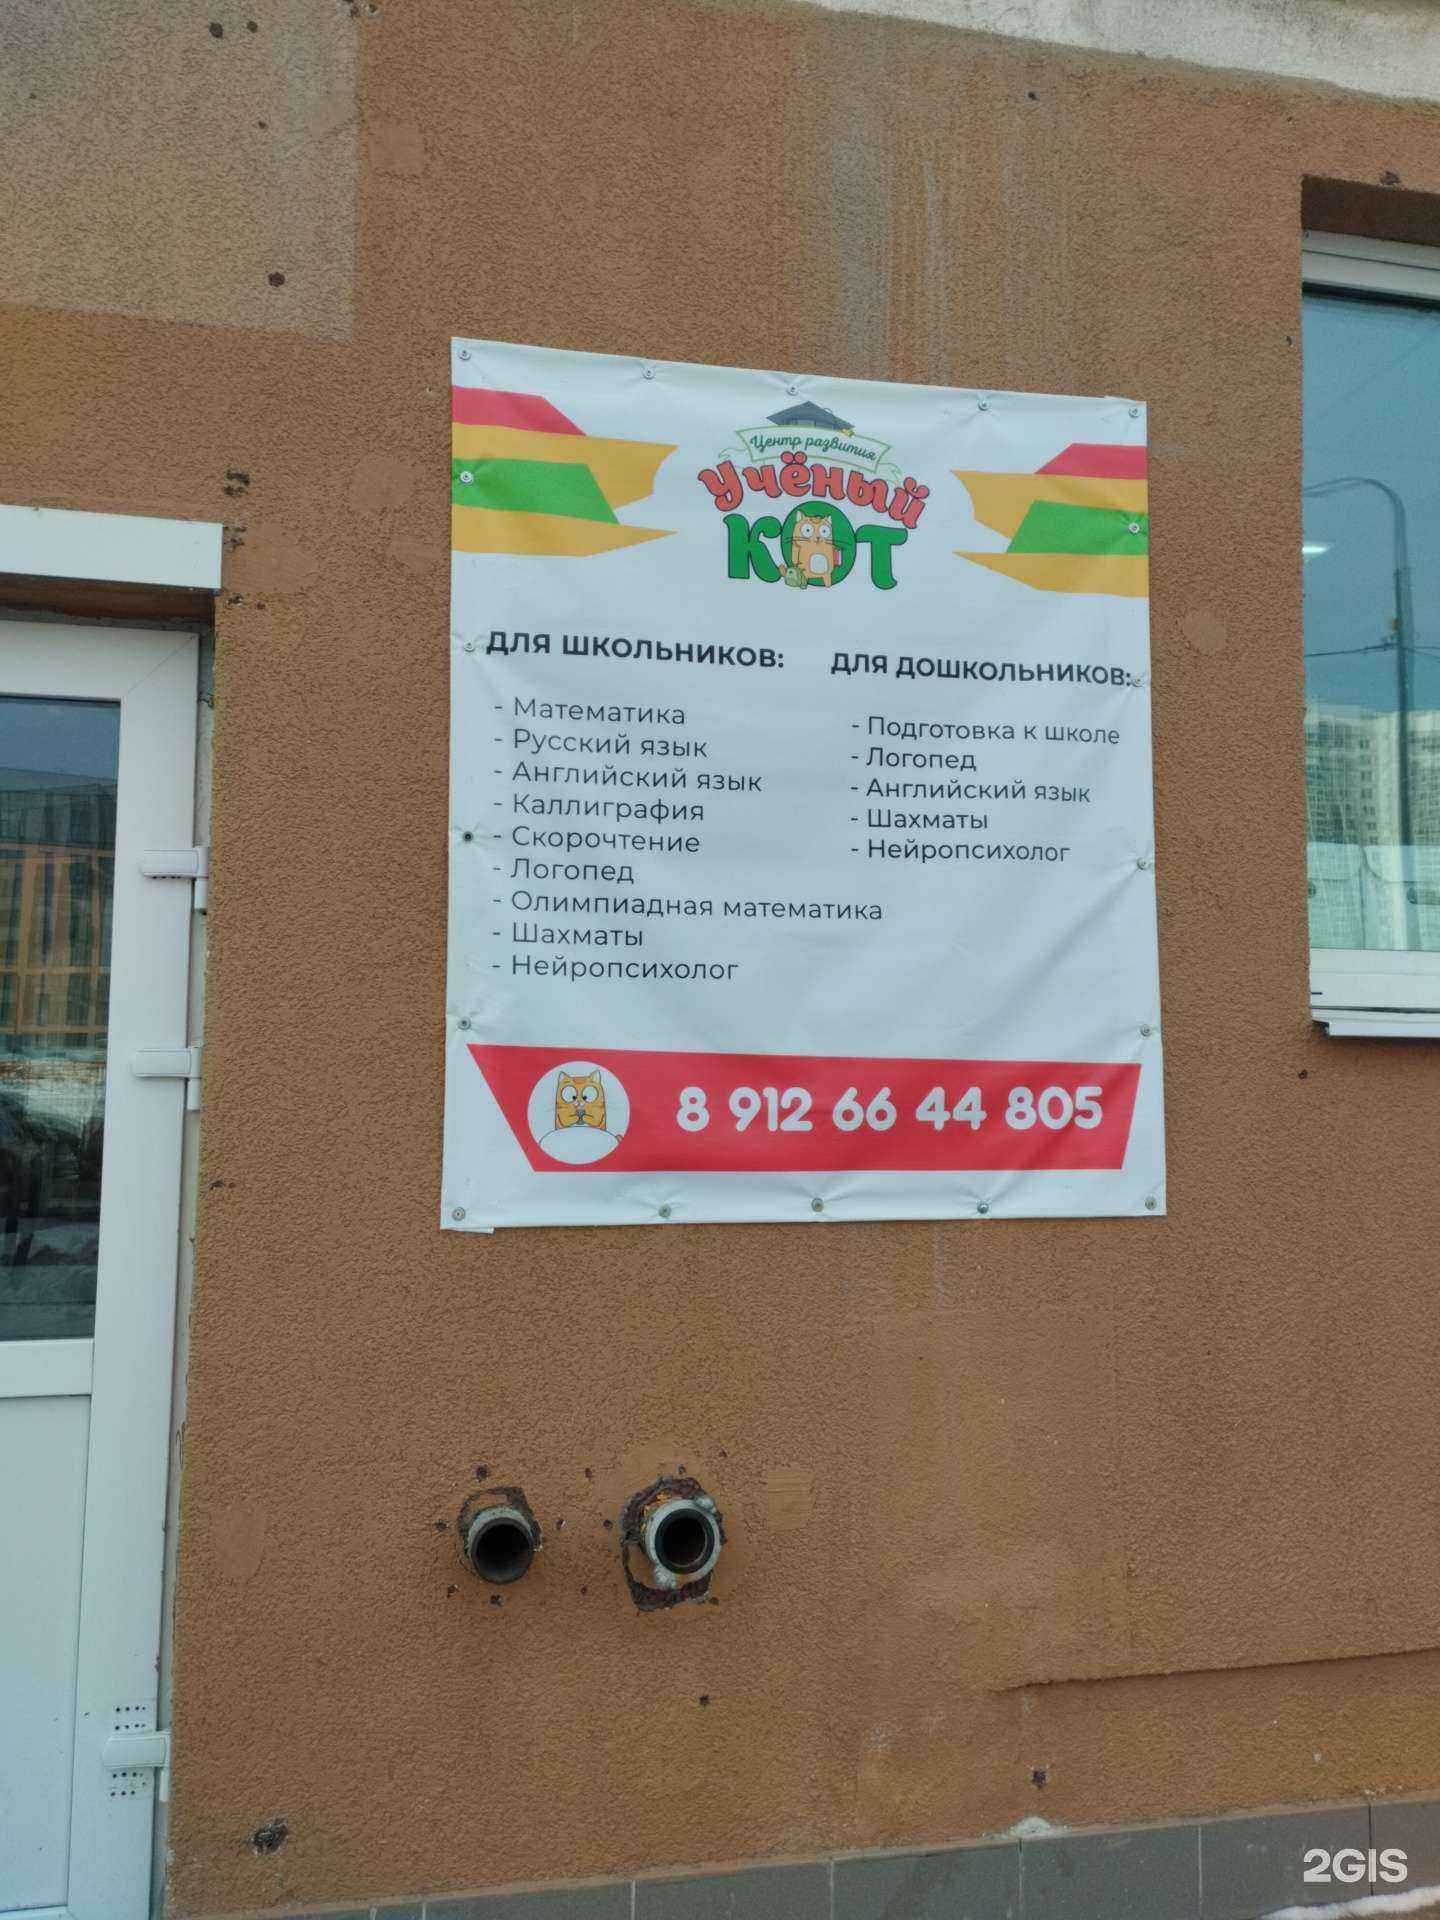 Центр развития
Учёный
КОТ
ДЛЯ ШКОЛЬНИКОВ:
- Математика
- Русский язык
- Английский язык
- Каллиграфия
- Скорочтение
- Логопед
- Олимпиадная математика
- Шахматы
- Нейропсихолог
ДЛЯ ДОШКОЛЬНИКОВ:
- Подготовка к школе
- Логопед
- Английский язык
- Шахматы
- Нейропсихолог
8 912 66 44 805
2GIS